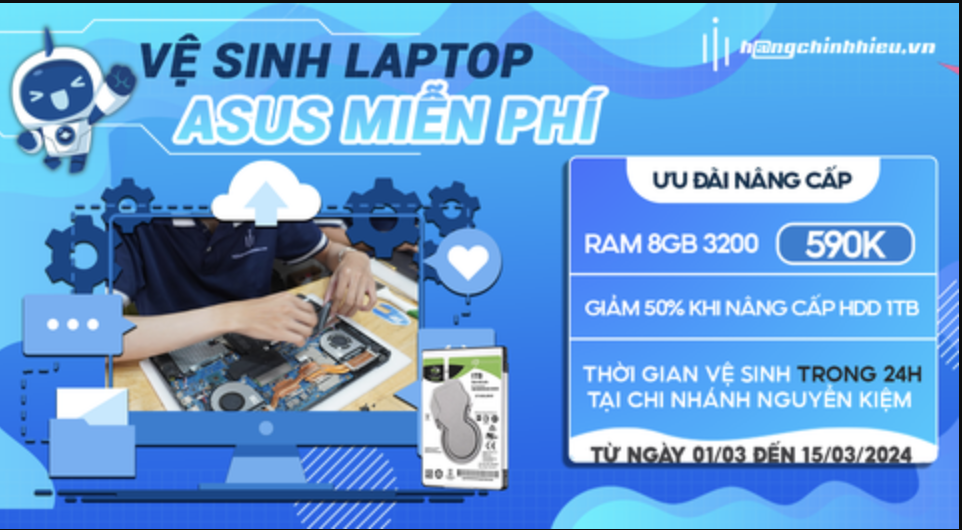 VỆ SINH LAPTOP
ASUS MIỄN PHÍ
h@ngchinhhieu.vn
ƯU ĐÃI NÂNG CẤP
RAM 8GB 3200 590K
GIẢM 50% KHI NÂNG CẤP HDD 1TB
THỜI GIAN VỆ SINH TRONG 24H
TẠI CHI NHÁNH NGUYỄN KIỆM
TỪ NGÀY 01/03 ĐẾN 15/03/2024
1TB